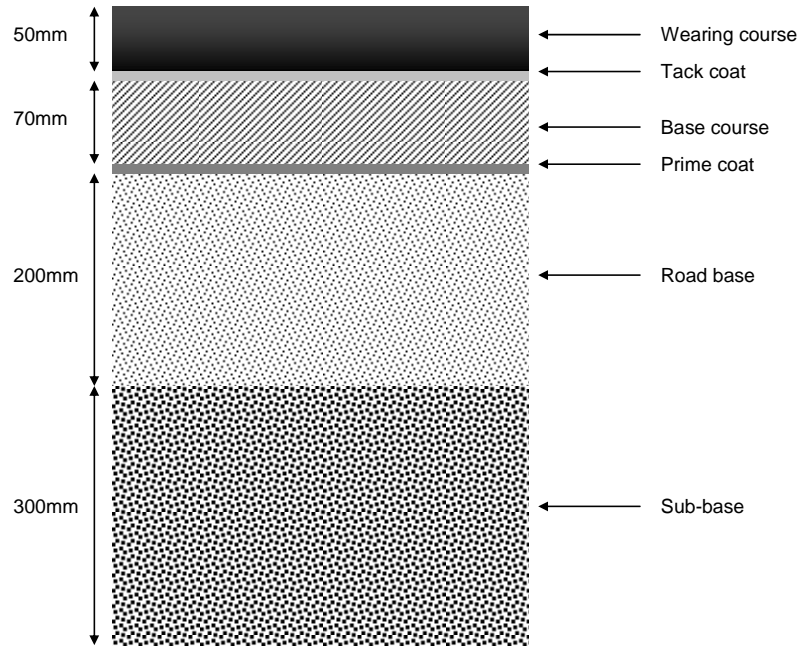 50mm
Wearing course
Tack coat
70mm
Base course
Prime coat
200mm
Road base
300mm
Sub-base